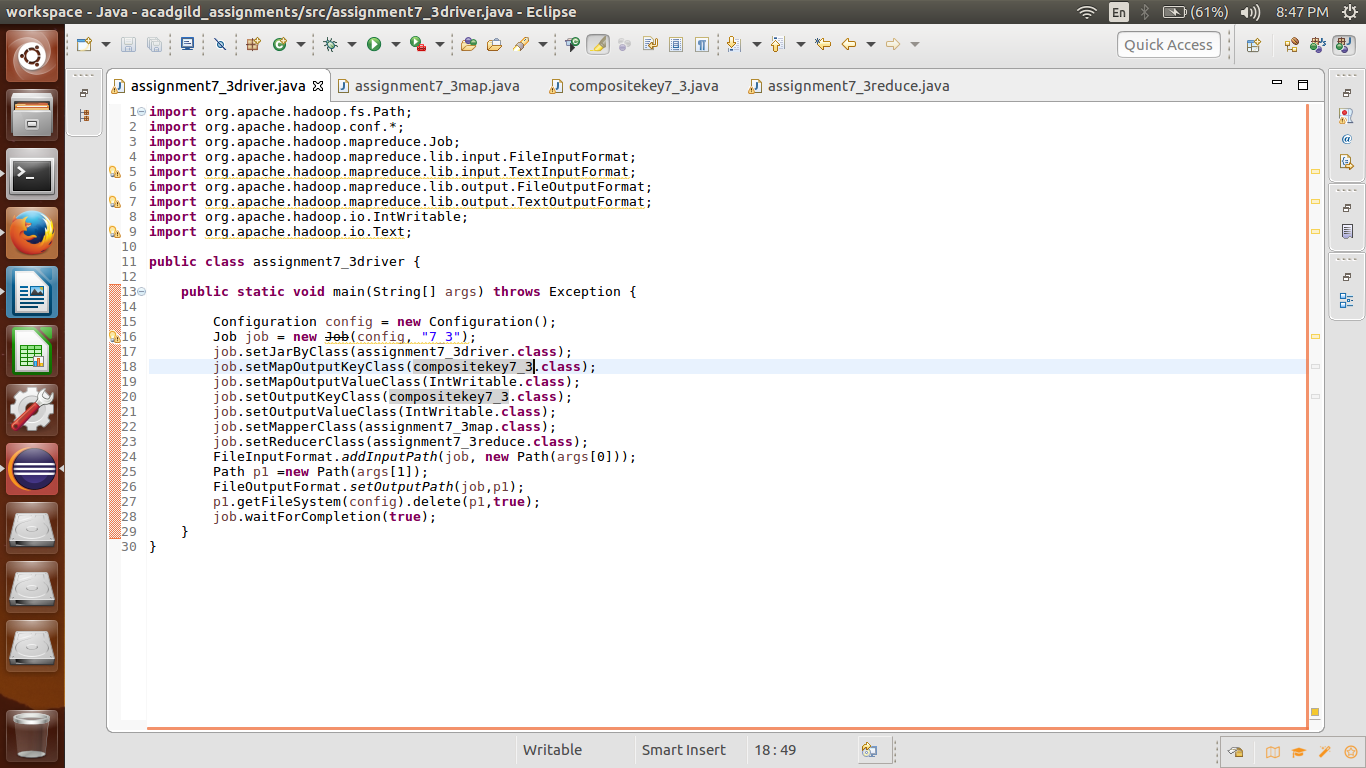 workspace - Java - acadgild_assignments/src/assignment7_3driver.java - Eclipse
En (61%) 8:47 PM
Quick Access
assignment7_3driver.java assignment7_3map.java compositekey7_3.java assignment7_3reduce.java
1 import org.apache.hadoop.fs.Path;
2 import org.apache.hadoop.conf.*;
3 import org.apache.hadoop.mapreduce.Job;
4 import org.apache.hadoop.mapreduce.lib.input.FileInputFormat;
5 import org.apache.hadoop.mapreduce.lib.input.TextInputFormat;
6 import org.apache.hadoop.mapreduce.lib.output.FileOutputFormat;
7 import org.apache.hadoop.mapreduce.lib.output.TextOutputFormat;
8 import org.apache.hadoop.io.IntWritable;
9 import org.apache.hadoop.io.Text;
10
11 public class assignment7_3driver {
12
13 public static void main(String[] args) throws Exception {
14
15 Configuration config = new Configuration();
16 Job job = new Job(config, "7_3");
17 job.setJarByClass(assignment7_3driver.class);
18 job.setMapOutputKeyClass(compositekey7_3.class);
19 job.setMapOutputValueClass(IntWritable.class);
20 job.setOutputKeyClass(compositekey7_3.class);
21 job.setOutputValueClass(IntWritable.class);
22 job.setMapperClass(assignment7_3map.class);
23 job.setReducerClass(assignment7_3reduce.class);
24 FileInputFormat.addInputPath(job, new Path(args[0]));
25 Path p1 =new Path(args[1]);
26 FileOutputFormat.setOutputPath(job,p1);
27 p1.getFileSystem(config).delete(p1,true);
28 job.waitForCompletion(true);
29 }
30 }
Writable Smart Insert 18 : 49